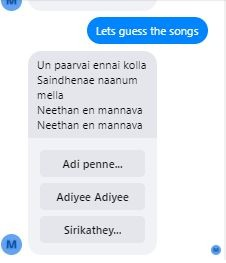 M
Lets guess the songs
Un paarvai ennai kolla
Saindhenae naanum
mella
Neethan en mannava
Neethan en mannava
Adi penne...
Adiyee Adiyee
Sirikathey...
M
M